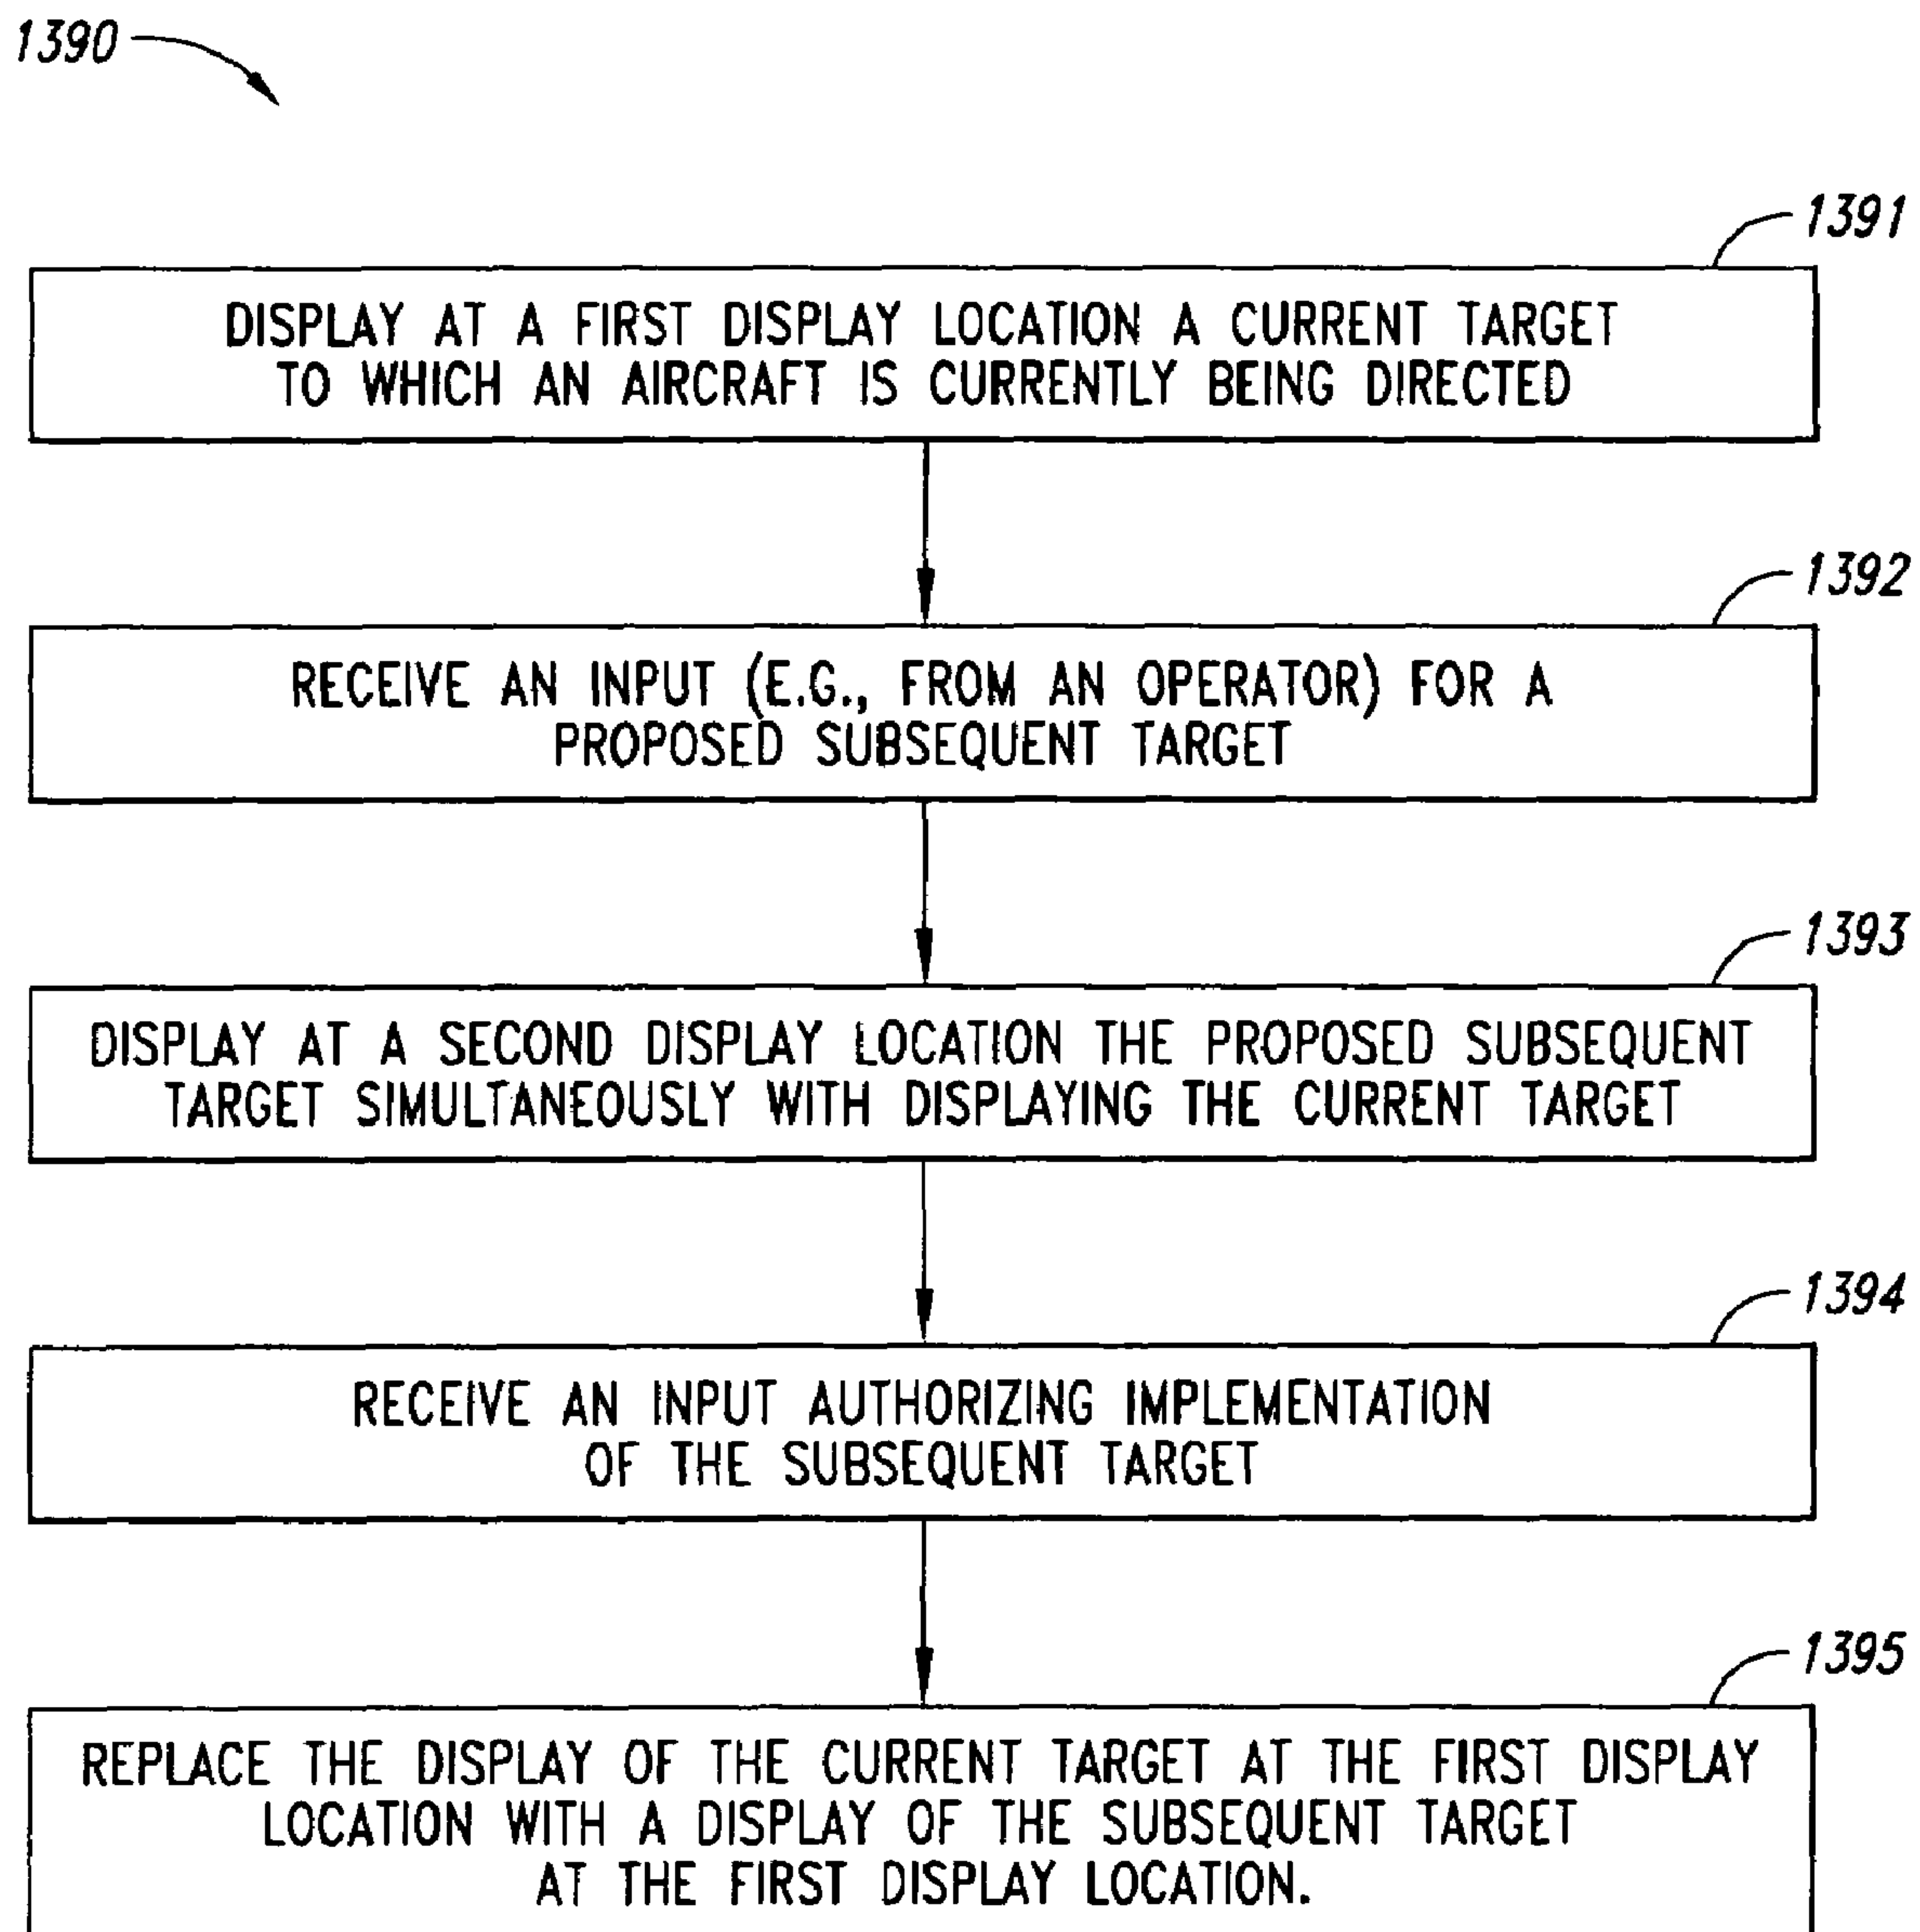 1390
1391
DISPLAY AT A FIRST DISPLAY LOCATION A CURRENT TARGET
TO WHICH AN AIRCRAFT IS CURRENTLY BEING DIRECTED
1392
RECEIVE AN INPUT (E.G., FROM AN OPERATOR) FOR A
PROPOSED SUBSEQUENT TARGET
1393
DISPLAY AT A SECOND DISPLAY LOCATION THE PROPOSED SUBSEQUENT
TARGET SIMULTANEOUSLY WITH DISPLAYING THE CURRENT TARGET
1394
RECEIVE AN INPUT AUTHORIZING IMPLEMENTATION
OF THE SUBSEQUENT TARGET
1395
REPLACE THE DISPLAY OF THE CURRENT TARGET AT THE FIRST DISPLAY
LOCATION WITH A DISPLAY OF THE SUBSEQUENT TARGET
AT THE FIRST DISPLAY LOCATION.